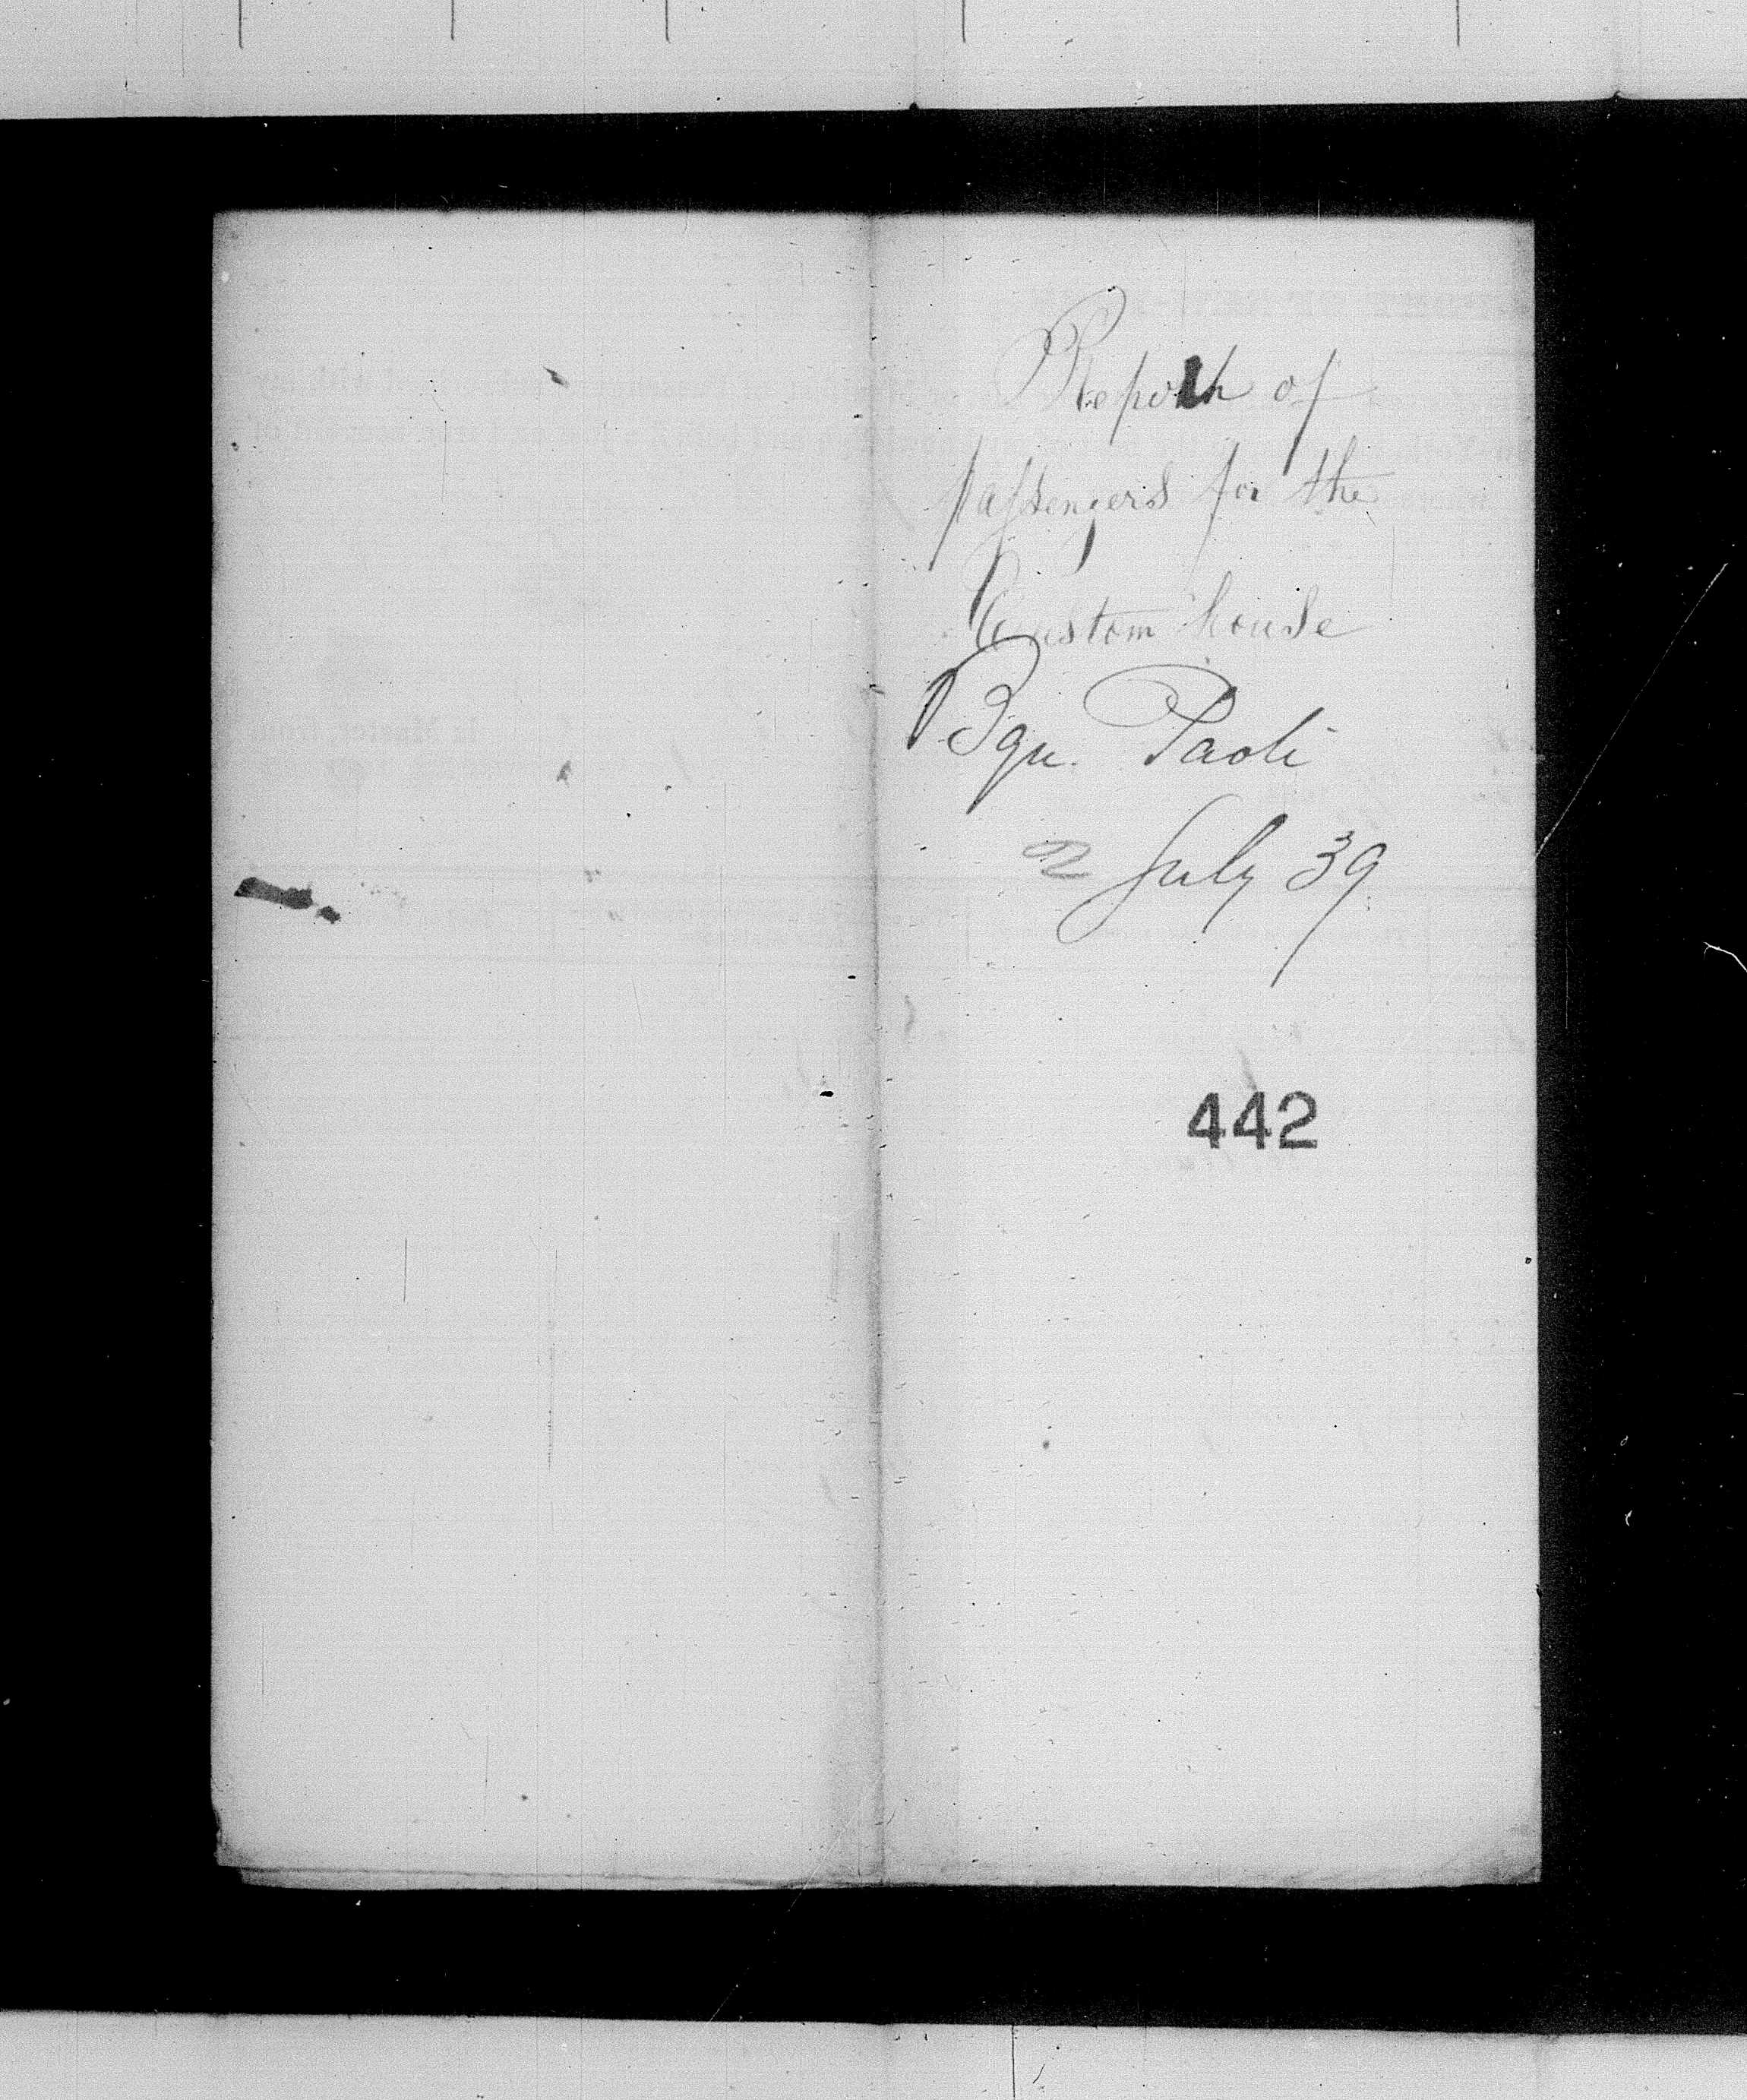 Report of
passengers for the
Custom house
Bqu. Paoli
2 July 39
442